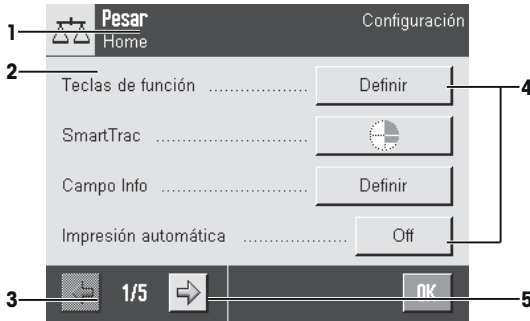 Pesar
Configuración
1
Home
2
Teclas de función ................... Definir
4
SmartTrac ............................
Campo Info ........................... Definir
Impresión automática .................... Off
3
1/5
OK
5